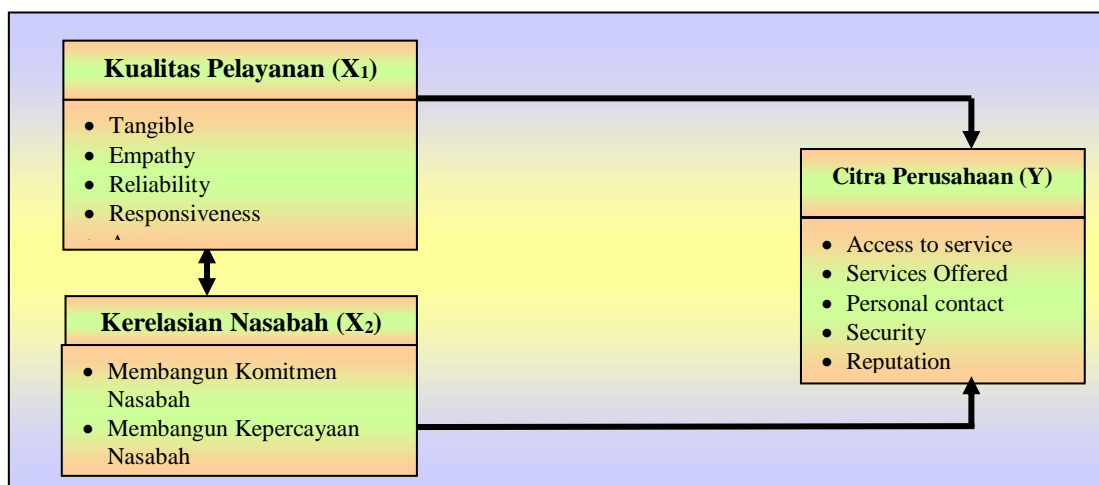 Kualitas Pelayanan (X₁)
• Tangible
• Empathy
• Reliability
• Responsiveness
Kerelasian Nasabah (X₂)
• Membangun Komitmen
Nasabah
• Membangun Kepercayaan
Nasabah
Citra Perusahaan (Y)
• Access to service
• Services Offered
• Personal contact
• Security
• Reputation